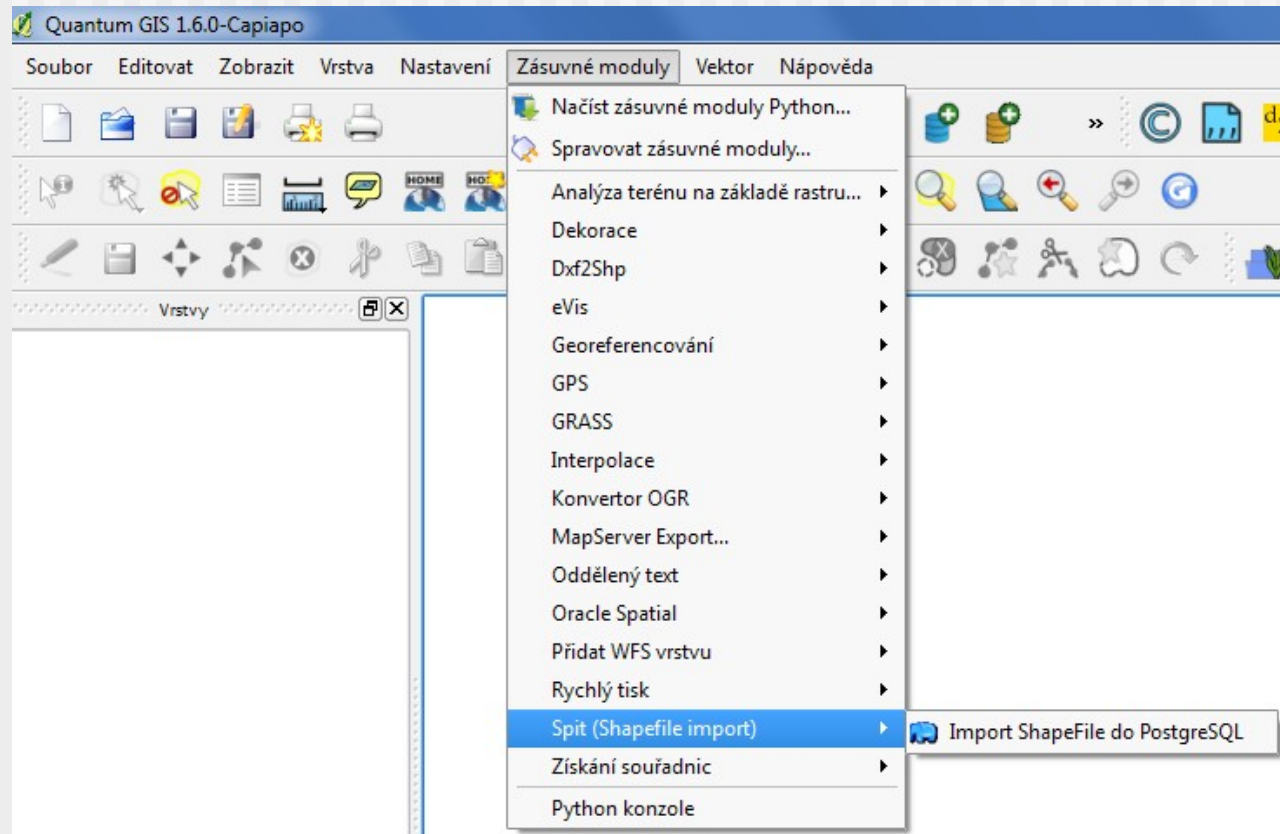 Quantum GIS 1.6.0-Capiapo
Soubor Editovat Zobrazit Vrstva Nastavení Zásuvné moduly Vektor Nápověda
Načíst zásuvné moduly Python...
Spravovat zásuvné moduly...
HOME
Analýza terénu na základě rastru...
Dekorace
Dxf2Shp
Vrstvy
eVis
Georeferencování
GPS
GRASS
Interpolace
Konvertor OGR
MapServer Export...
Oddělený text
Oracle Spatial
Přidat WFS vrstvu
Rychlý tisk
Spit (Shapefile import)
Import ShapeFile do PostgreSQL
Získání souřadnic
Python konzole